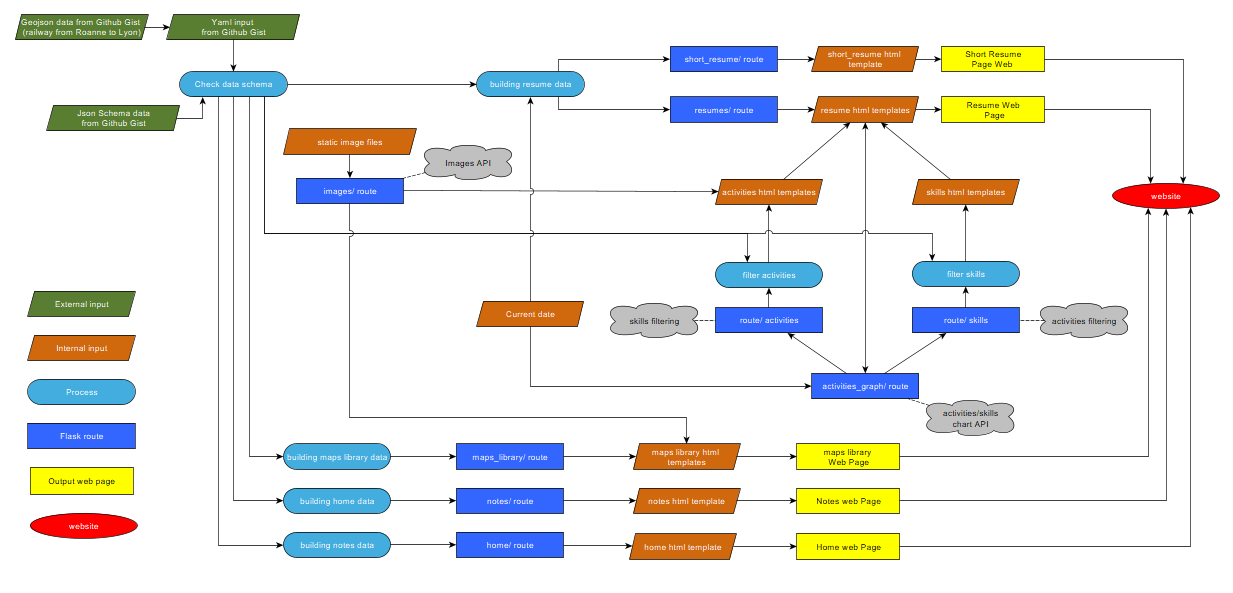 Geojson data from Github Gist
(railway from Roanne to Lyon)
Yaml input
from Github Gist
Check data schema
Json Schema data
from Github Gist
building resume data
short_resume/ route
short_resume html
template
Short Resume
Page Web
resumes/ route
resume html templates
Resume Web
Page
static image files
Images API
images/ route
activities html templates
skills html templates
website
filter activities
filter skills
Current date
skills filtering
route/ activities
route/ skills
activities filtering
activities_graph/ route
activities/skills
chart API
External input
Internal input
Process
Flask route
Output web page
website
building maps library data
maps_library/ route
maps library html
templates
maps library
Web Page
building home data
notes/ route
notes html template
Notes web Page
building notes data
home/ route
home html template
Home web Page